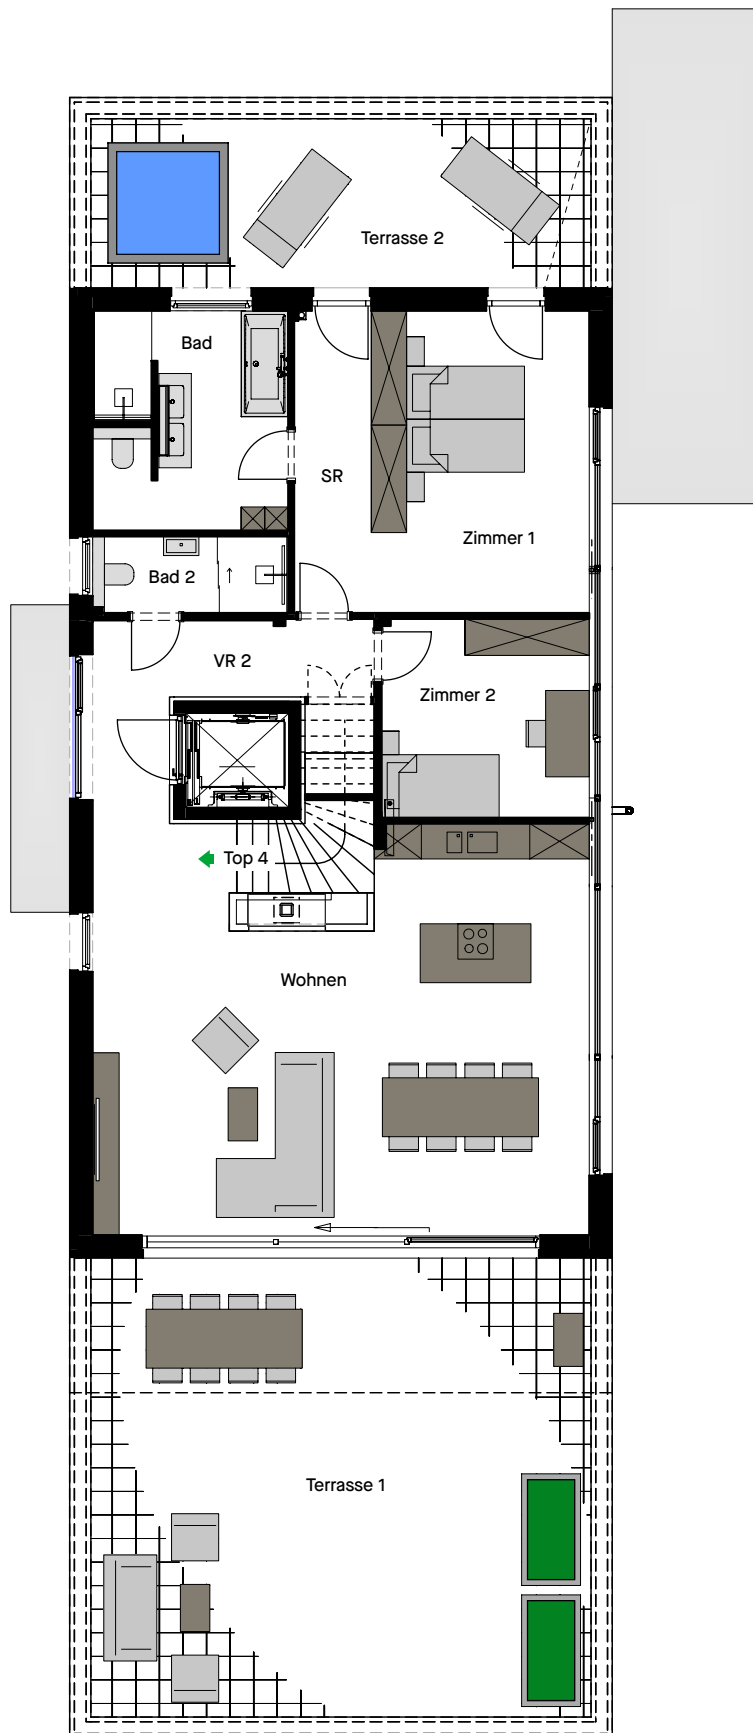 Terrasse 2
Bad
SR
Zimmer 1
Bad 2
VR 2
Zimmer 2
Top 4
Wohnen
Terrasse 1